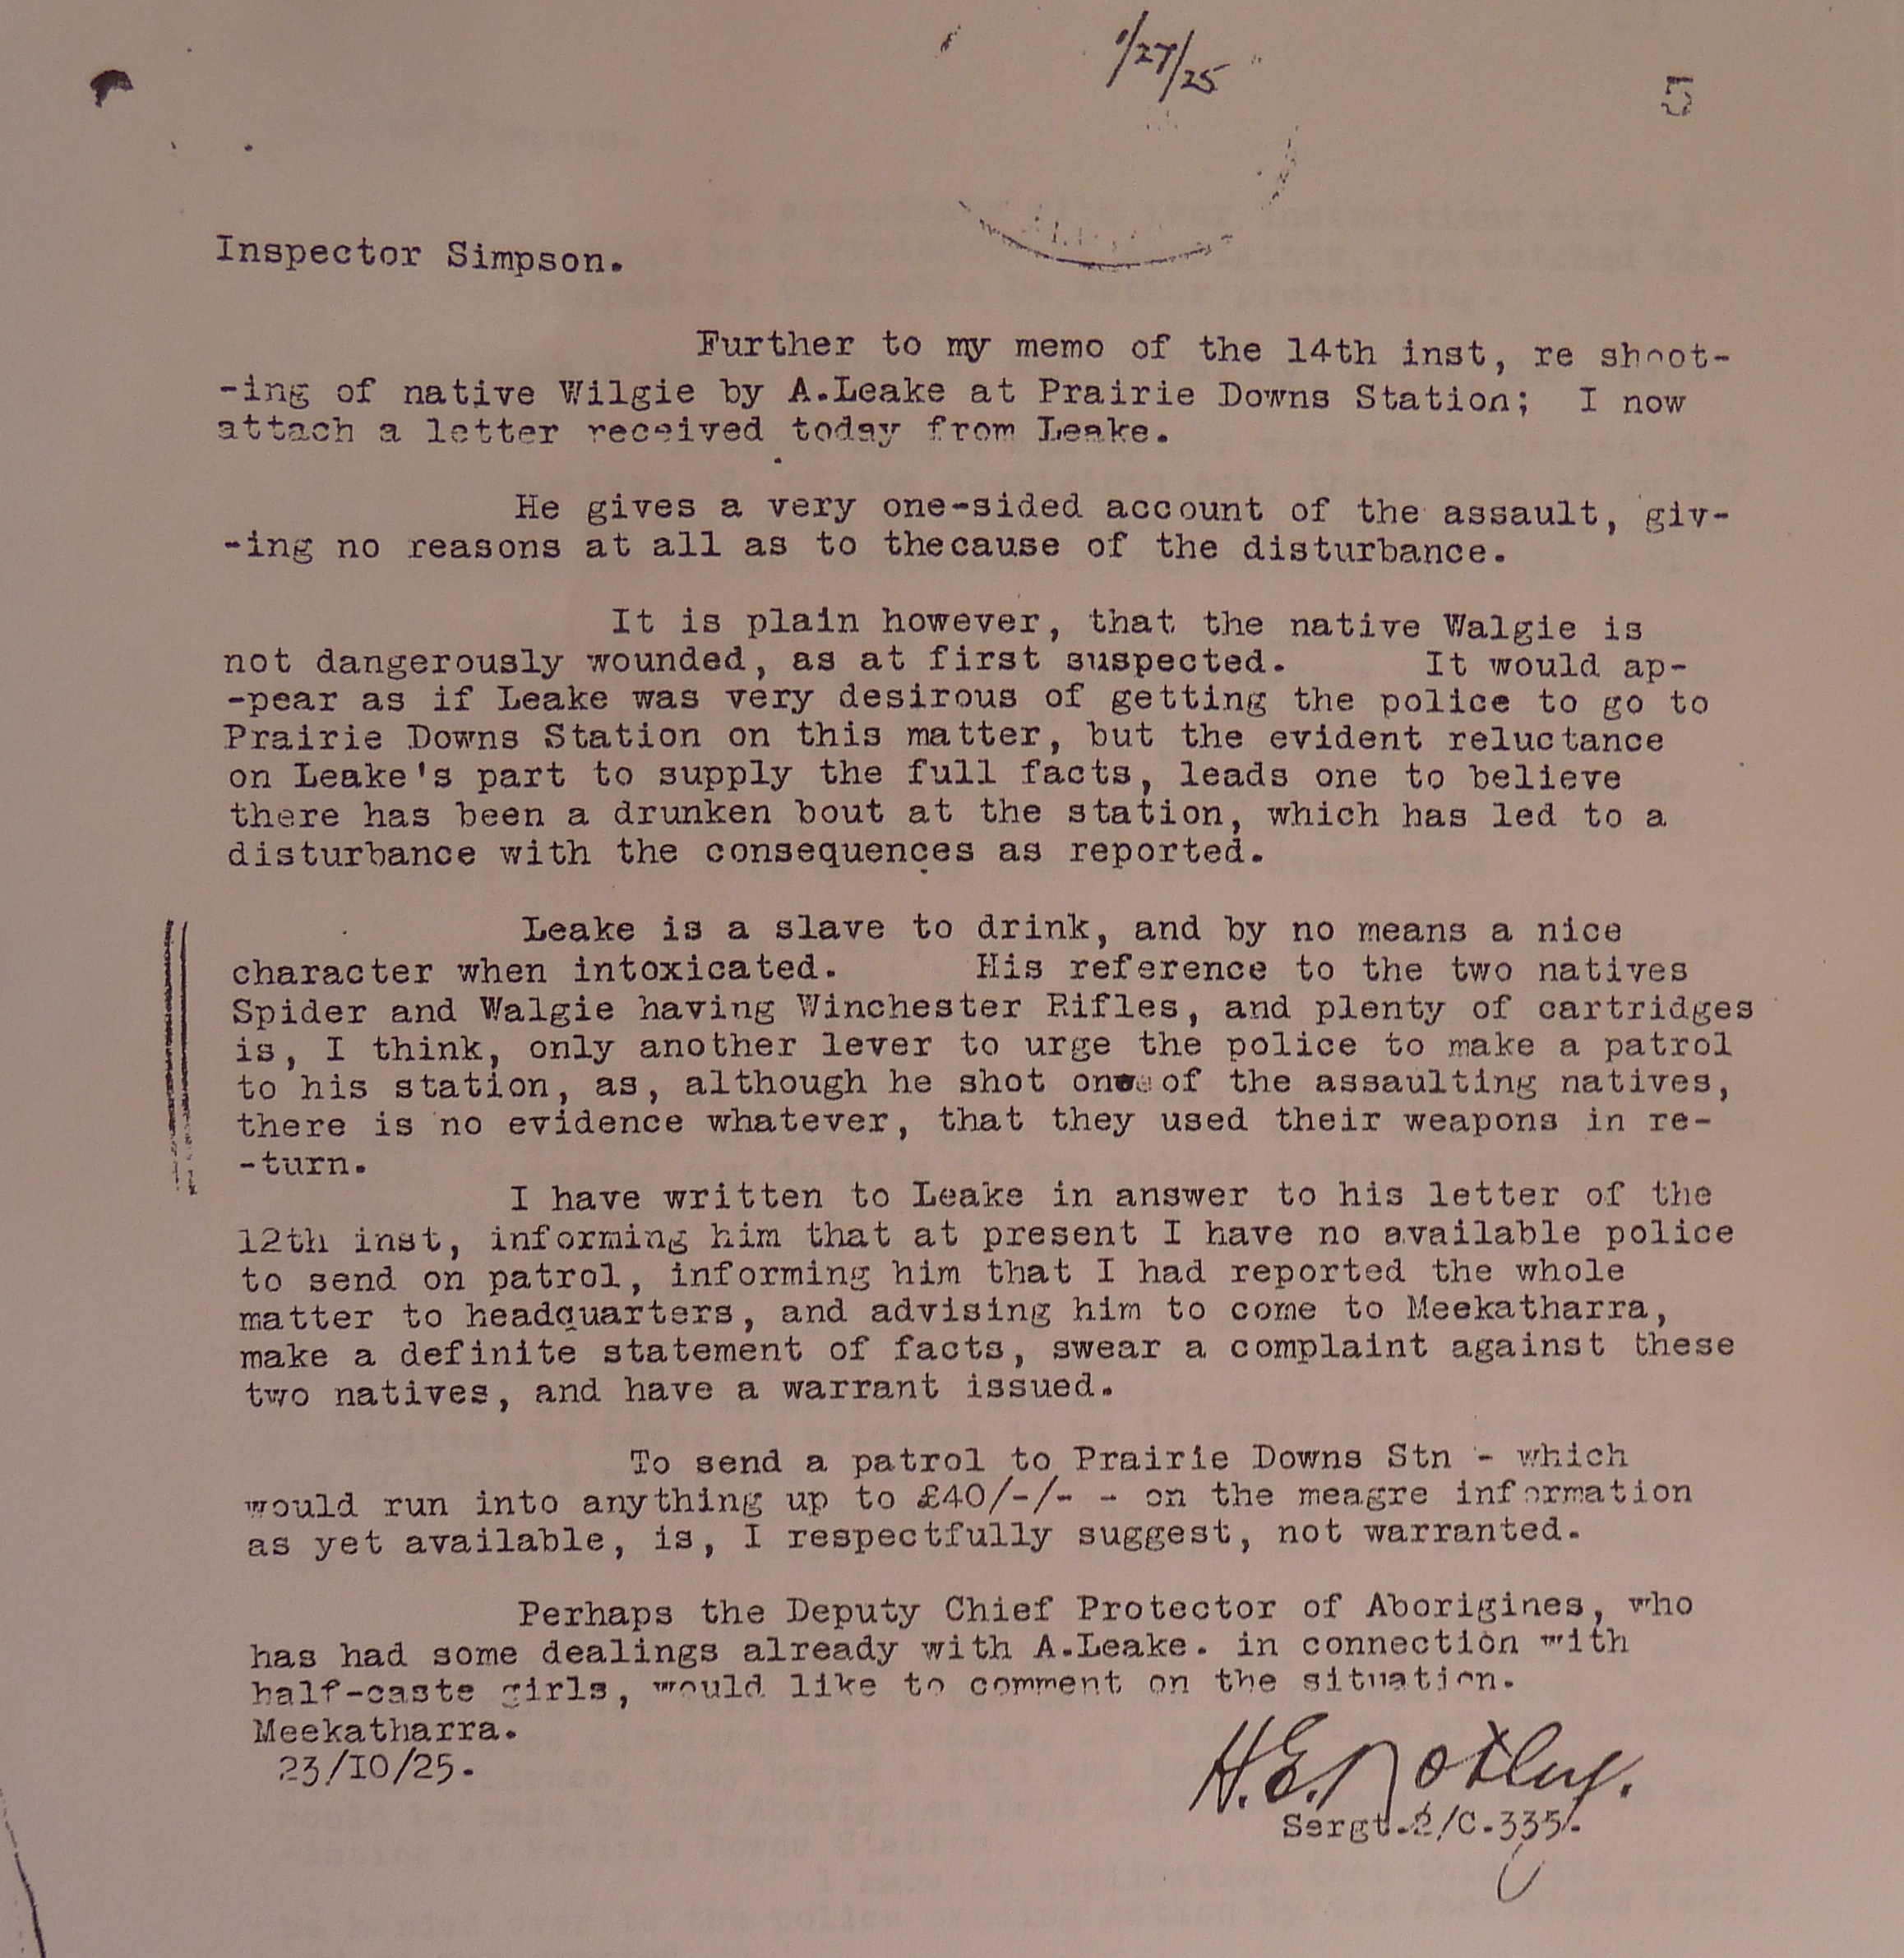 1/27/25
5
Inspector Simpson.
Further to my memo of the 14th inst, re shoot-
-ing of native Wilgie by A.Leake at Prairie Downs Station; I now
attach a letter received today from Leake.
He gives a very one-sided account of the assault, giv-
-ing no reasons at all as to thecause of the disturbance.
It is plain however, that the native Walgie is
not dangerously wounded, as at first suspected. It would ap-
-pear as if Leake was very desirous of getting the police to go to
Prairie Downs Station on this matter, but the evident reluctance
on Leake's part to supply the full facts, leads one to believe
there has been a drunken bout at the station, which has led to a
disturbance with the consequences as reported.
Leake is a slave to drink, and by no means a nice
character when intoxicated. His reference to the two natives
Spider and Walgie having Winchester Rifles, and plenty of cartridges
is, I think, only another lever to urge the police to make a patrol
to his station, as, although he shot one of the assaulting natives,
there is no evidence whatever, that they used their weapons in re-
-turn.
I have written to Leake in answer to his letter of the
12th inst, informing him that at present I have no available police
to send on patrol, informing him that I had reported the whole
matter to headquarters, and advising him to come to Meekatharra,
make a definite statement of facts, swear a complaint against these
two natives, and have a warrant issued.
To send a patrol to Prairie Downs Stn - which
would run into anything up to £40/-/- - on the meagre information
as yet available, is, I respectfully suggest, not warranted.
Perhaps the Deputy Chief Protector of Aborigines, who
has had some dealings already with A.Leake. in connection with
half-caste girls, would like to comment on the situation.
Meekatharra.
23/IO/25.
H.E.
Sergt.2/C.335.